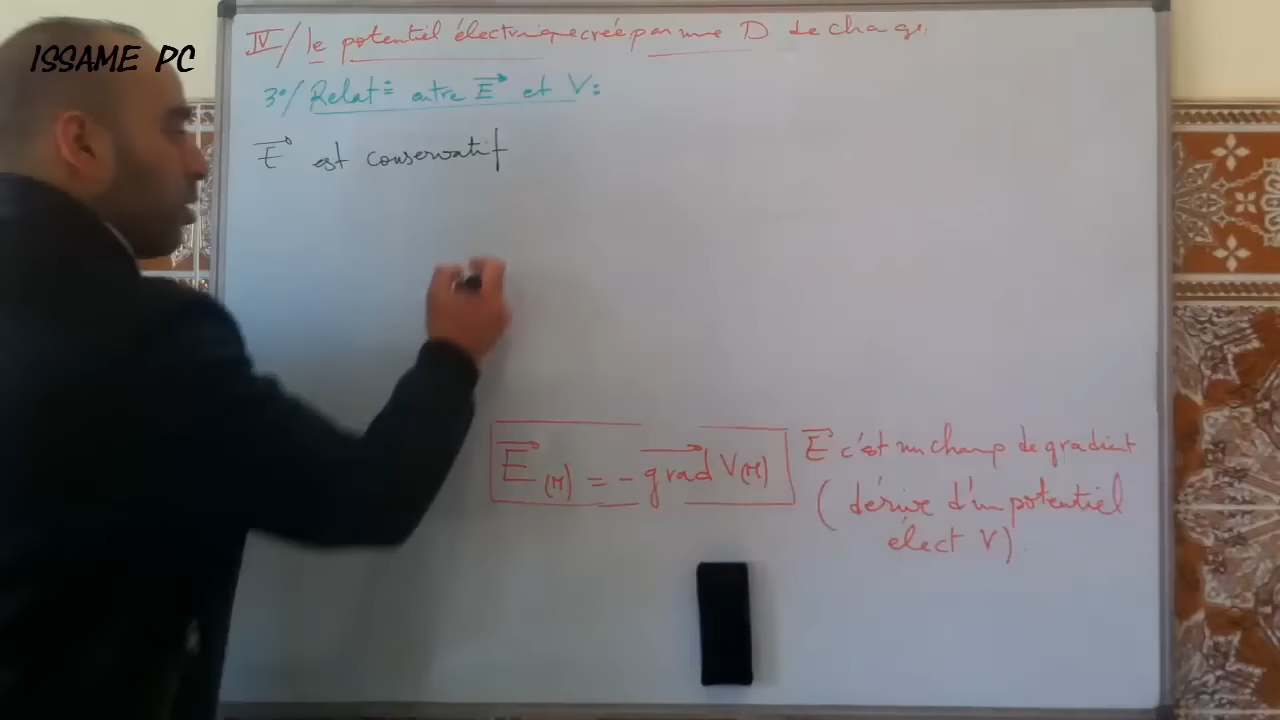 ISSAME PC
IV/ le potentiel électrique crée par une D de charge.
3°/ Relat= entre E et V:
E est conservatif
E(M) = - grad V(M)
E c'est un champ de gradient
( dérive d'un potentiel
élect V).